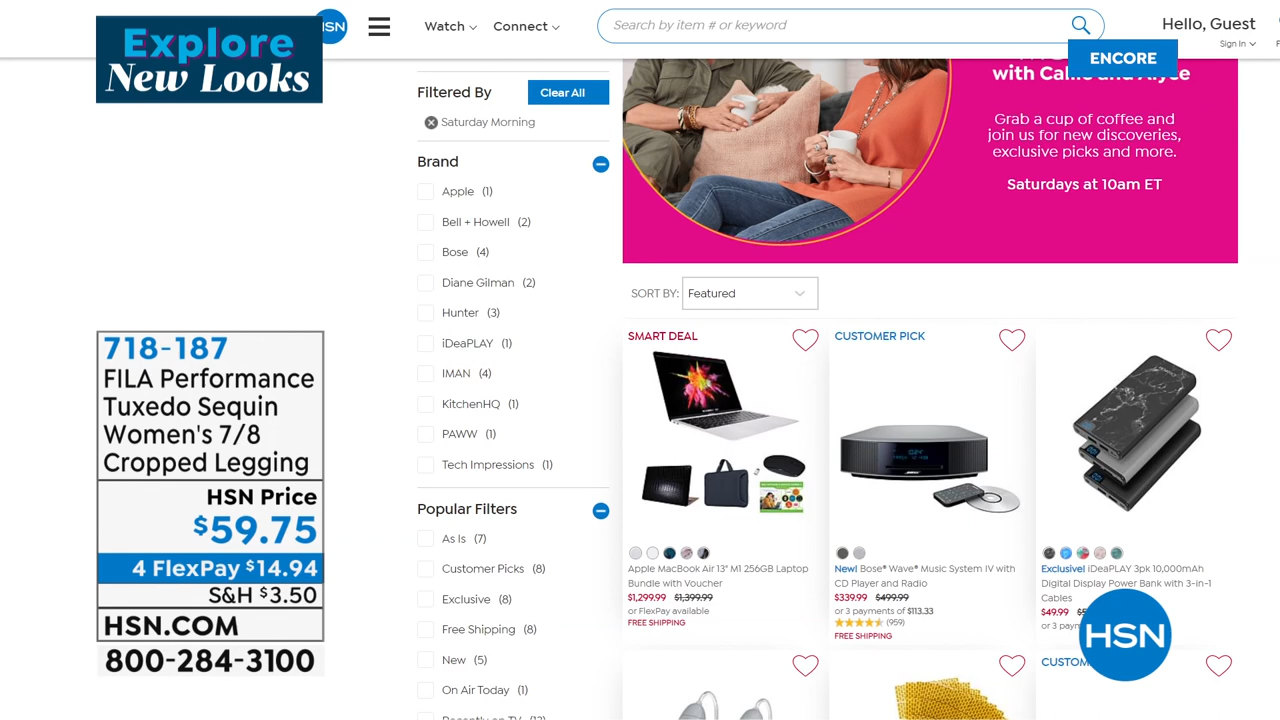 Explore
New Looks
HSN
Watch
Connect
Search by item # or keyword
Hello, Guest
Sign In
ENCORE
Filtered By
Clear All
Saturday Morning
Brand
Apple (1)
Bell + Howell (2)
Bose (4)
Diane Gilman (2)
Hunter (3)
iDeaPLAY (1)
IMAN (4)
KitchenHQ (1)
PAWW (1)
Tech Impressions (1)
Popular Filters
As Is (7)
Customer Picks (8)
Exclusive (8)
Free Shipping (8)
New (5)
On Air Today (1)
with Callie and Alyce
Grab a cup of coffee and
join us for new discoveries,
exclusive picks and more.
Saturdays at 10am ET
SORT BY: Featured
SMART DEAL
Apple MacBook Air 13" M1 256GB Laptop
Bundle with Voucher
$1,299.99 $1,399.99
or FlexPay available
FREE SHIPPING
CUSTOMER PICK
BOSE
New! Bose® Wave® Music System IV with
CD Player and Radio
$339.99 $499.99
or 3 payments of $113.33
(959)
FREE SHIPPING
Exclusive! iDeaPLAY 3pk 10,000mAh
Digital Display Power Bank with 3-in-1
Cables
$49.99
or 3
HSN
718-187
FILA Performance
Tuxedo Sequin
Women's 7/8
Cropped Legging
HSN Price
$59.75
4 FlexPay $14.94
S&H $3.50
HSN.COM
800-284-3100